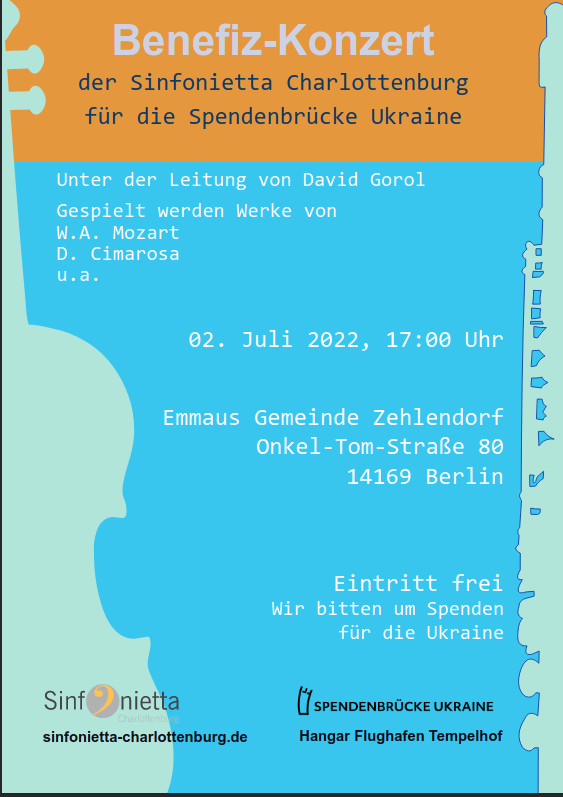 Benefiz-Konzert
der Sinfonietta Charlottenburg
für die Spendenbrücke Ukraine
Unter der Leitung von David Gorol
Gespielt werden Werke von
W.A. Mozart
D. Cimarosa
u.a.
02. Juli 2022, 17:00 Uhr
Emmaus Gemeinde Zehlendorf
Onkel-Tom-Straße 80
14169 Berlin
Eintritt frei
Wir bitten um Spenden
für die Ukraine
Sinfonietta
Charlottenburg
sinfonietta-charlottenburg.de
SPENDENBRÜCKE UKRAINE
Hangar Flughafen Tempelhof